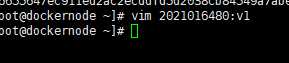 oot@dockernode ~]# vim 2021016480:v1
oot@dockernode ~]#